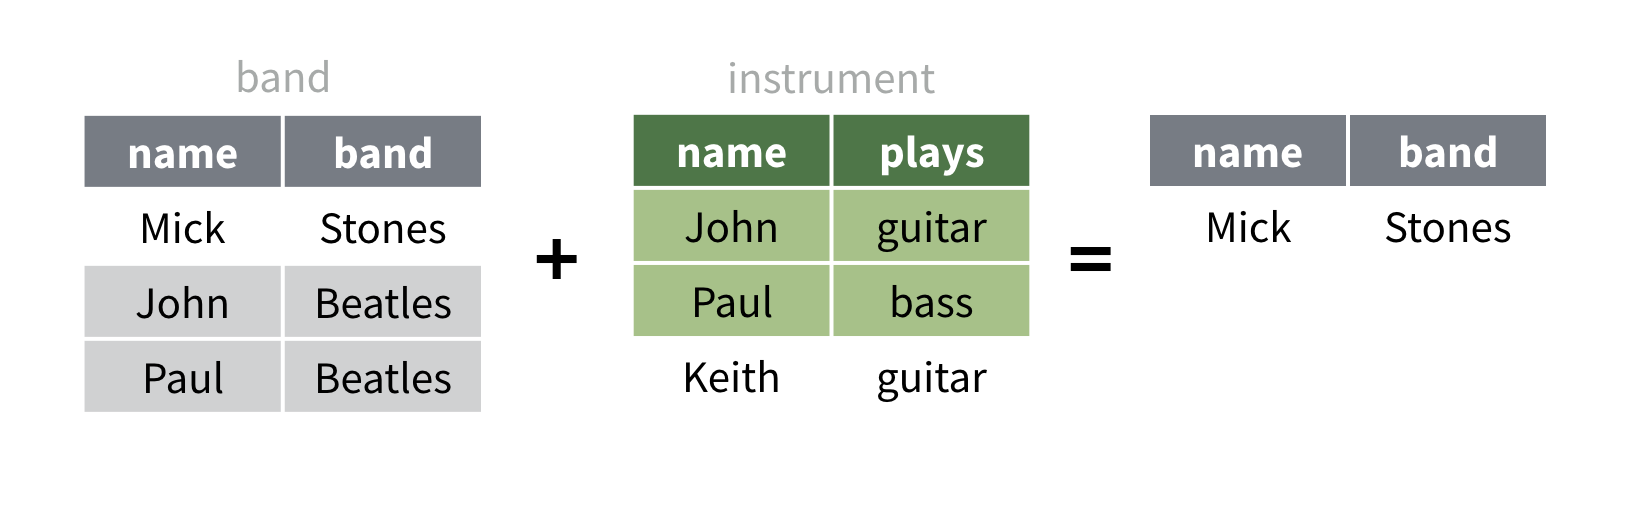 band
name band
Mick Stones
John Beatles
Paul Beatles
+
instrument
name plays
John guitar
Paul bass
Keith guitar
=
name band
Mick Stones